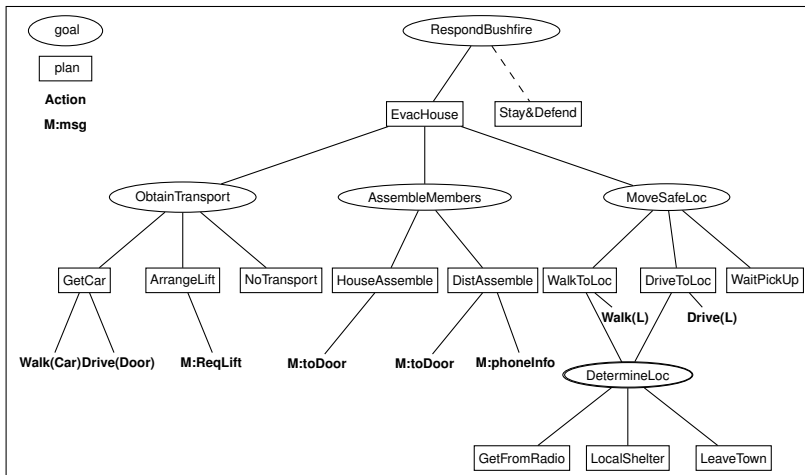 goal
RespondBushfire
plan
Action
M:msg
EvacHouse
Stay&Defend
ObtainTransport
AssembleMembers
MoveSafeLoc
GetCar
ArrangeLift
NoTransport
HouseAssemble
DistAssemble
WalkToLoc
DriveToLoc
WaitPickUp
Walk(L)
Drive(L)
Walk(Car)
Drive(Door)
M:ReqLift
M:toDoor
M:toDoor
M:phoneInfo
DetermineLoc
GetFromRadio
LocalShelter
LeaveTown